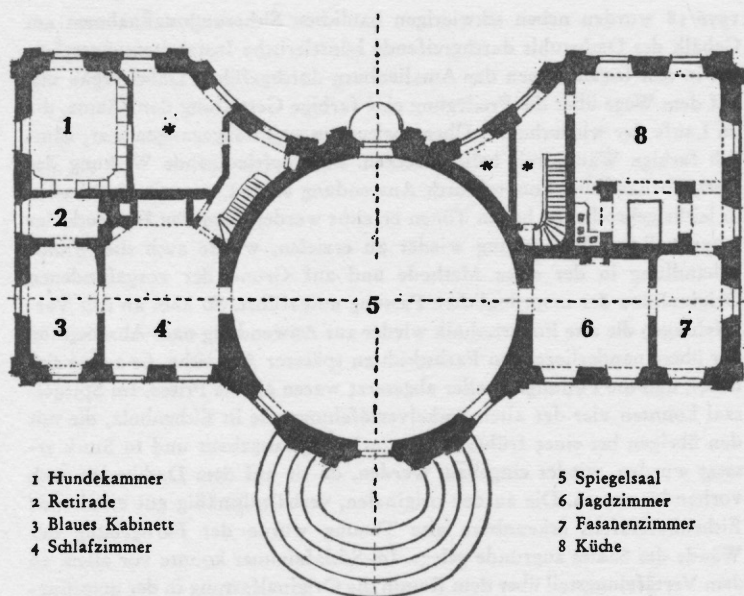 1
*
2
3
4
5
*
*
8
6
7
1 Hundekammer
2 Retirade
3 Blaues Kabinett
4 Schlafzimmer
5 Spiegelsaal
6 Jagdzimmer
7 Fasanenzimmer
8 Küche